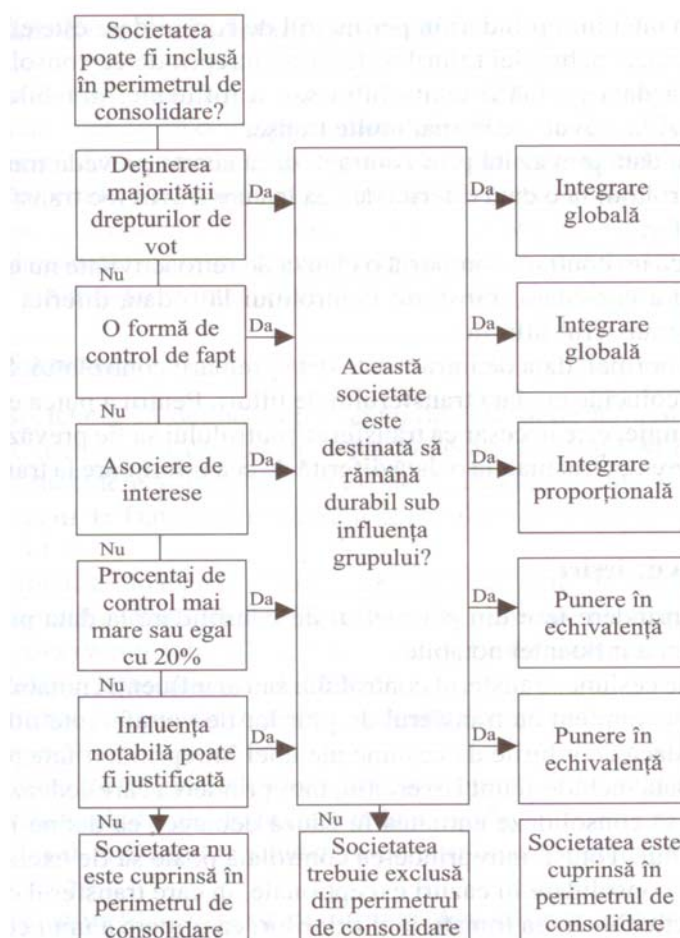 Societatea
poate fi inclusă
în perimetrul de
consolidare?
Deținerea
majorității
drepturilor de
vot
Da
Da
Integrare
globală
Nu
O formă de
control de fapt
Da
Da
Integrare
globală
Nu
Asociere de
interese
Da
Da
Integrare
proporțională
Nu
Procentaj de
control mai
mare sau egal
cu 20%
Da
Da
Punere în
echivalență
Nu
Influența
notabilă poate
fi justificată
Da
Da
Punere în
echivalență
Această
societate
este
destinată să
rămână
durabil sub
influența
grupului?
Nu
Nu
Societatea nu
este cuprinsă în
perimetrul de
consolidare
Societatea
trebuie exclusă
din perimetrul
de consolidare
Societatea este
cuprinsă în
perimetrul de
consolidare